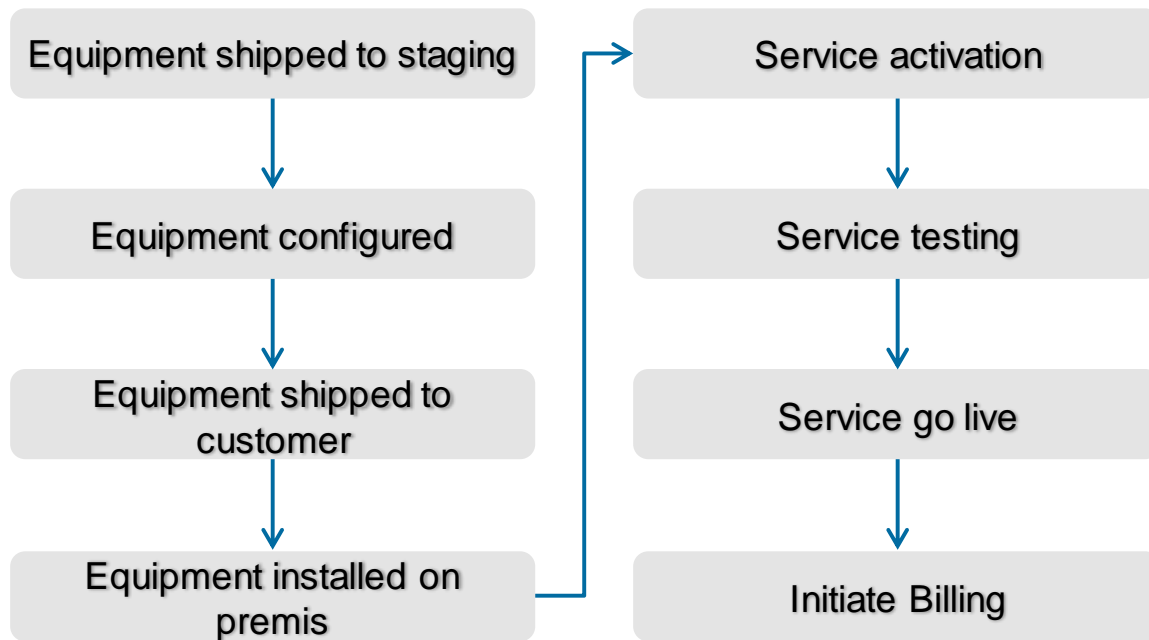 Equipment shipped to staging
Equipment configured
Equipment shipped to
customer
Equipment installed on
premis
Service activation
Service testing
Service go live
Initiate Billing